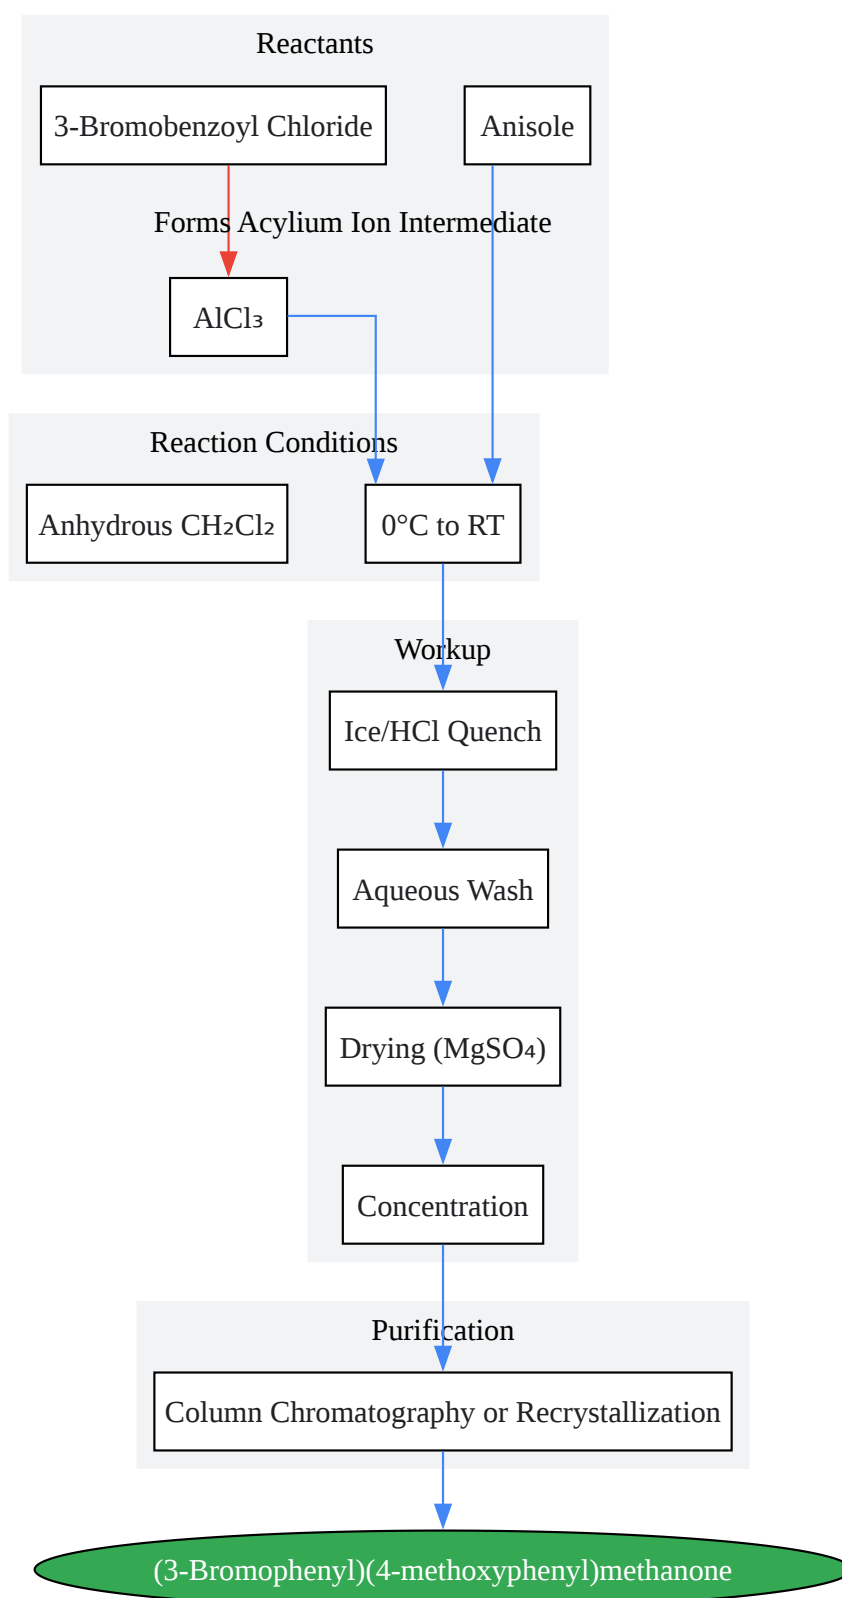 Reactants
3-Bromobenzoyl Chloride
Anisole
Forms Acylium Ion Intermediate
AlCl₃
Reaction Conditions
Anhydrous CH₂Cl₂
0°C to RT
Workup
Ice/HCl Quench
Aqueous Wash
Drying (MgSO₄)
Concentration
Purification
Column Chromatography or Recrystallization
(3-Bromophenyl)(4-methoxyphenyl)methanone